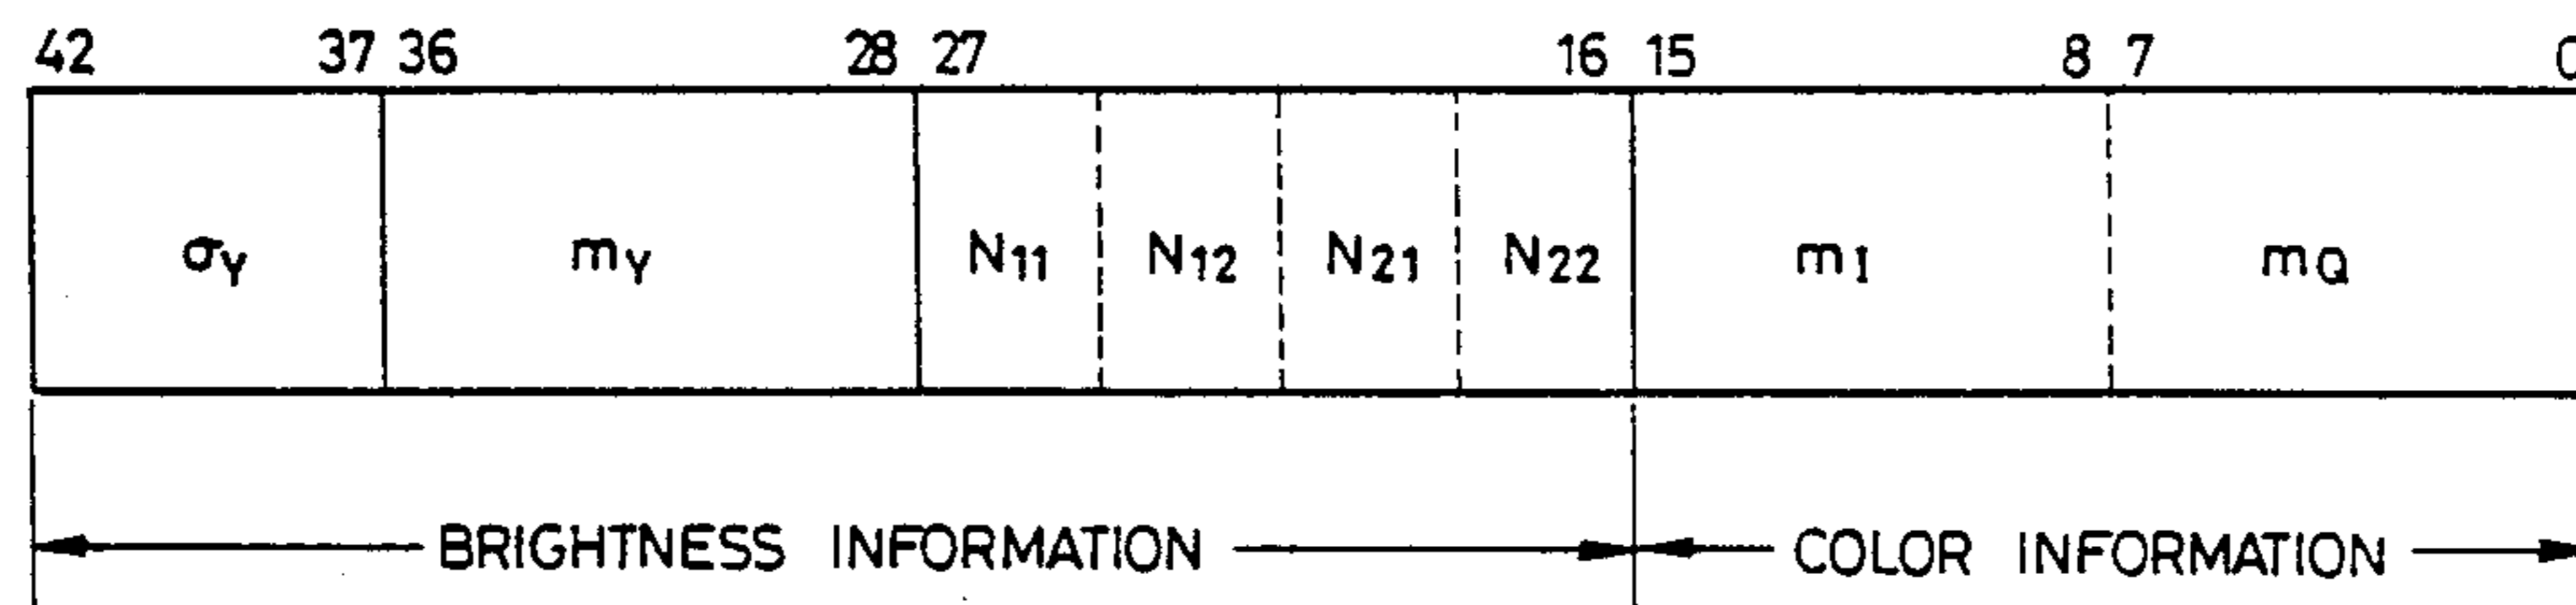 42 37 36 28 27 16 15 8 7 0
σY mY N11 N12 N21 N22 mI mQ
BRIGHTNESS INFORMATION COLOR INFORMATION